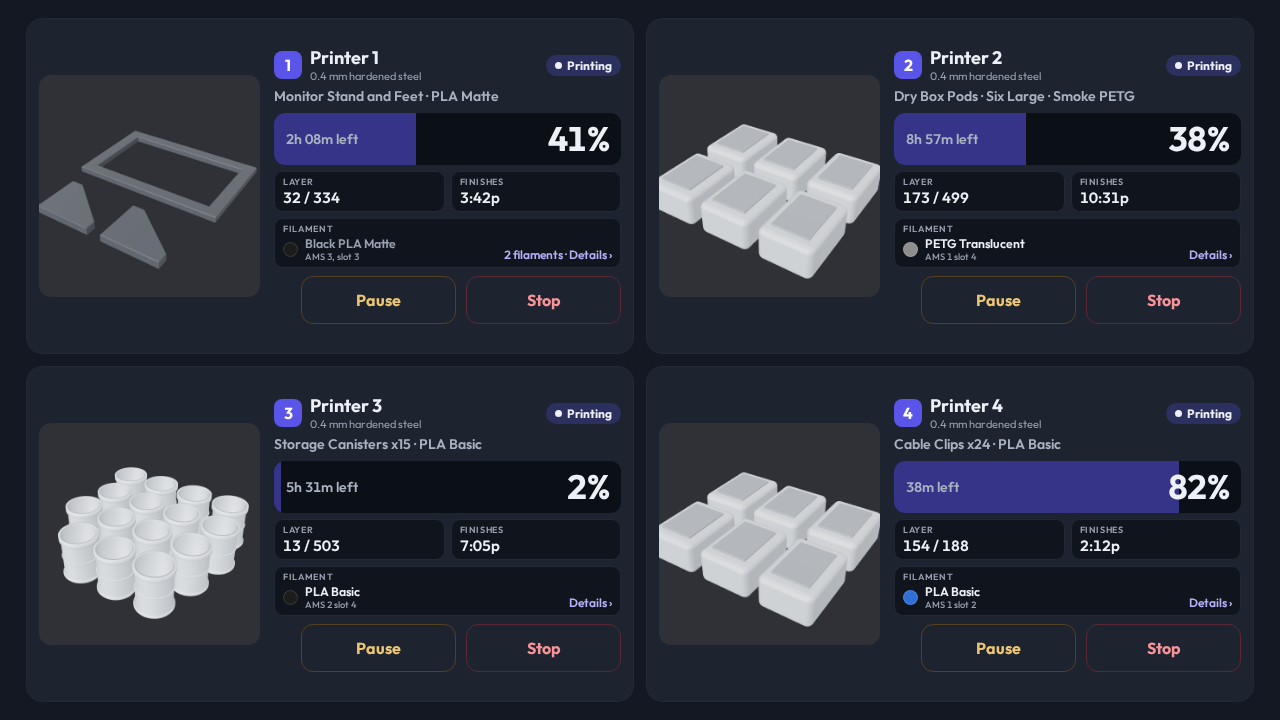 1
Printer 1
0.4 mm hardened steel
Printing
Monitor Stand and Feet · PLA Matte
2h 08m left
41%
LAYER
32 / 334
FINISHES
3:42p
FILAMENT
Black PLA Matte
AMS 3, slot 3
2 filaments · Details ›
Pause
Stop
2
Printer 2
0.4 mm hardened steel
Printing
Dry Box Pods · Six Large · Smoke PETG
8h 57m left
38%
LAYER
173 / 499
FINISHES
10:31p
FILAMENT
PETG Translucent
AMS 1 slot 4
Details ›
Pause
Stop
3
Printer 3
0.4 mm hardened steel
Printing
Storage Canisters x15 · PLA Basic
5h 31m left
2%
LAYER
13 / 503
FINISHES
7:05p
FILAMENT
PLA Basic
AMS 2 slot 4
Details ›
Pause
Stop
4
Printer 4
0.4 mm hardened steel
Printing
Cable Clips x24 · PLA Basic
38m left
82%
LAYER
154 / 188
FINISHES
2:12p
FILAMENT
PLA Basic
AMS 1 slot 2
Details ›
Pause
Stop